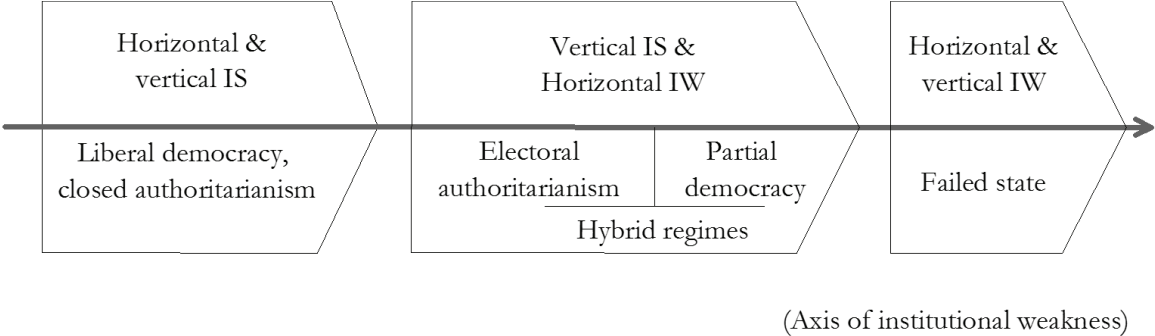 Horizontal &
vertical IS
Liberal democracy,
closed authoritarianism
Vertical IS &
Horizontal IW
Electoral
authoritarianism
Partial
democracy
Hybrid regimes
Horizontal &
vertical IW
Failed state
(Axis of institutional weakness)